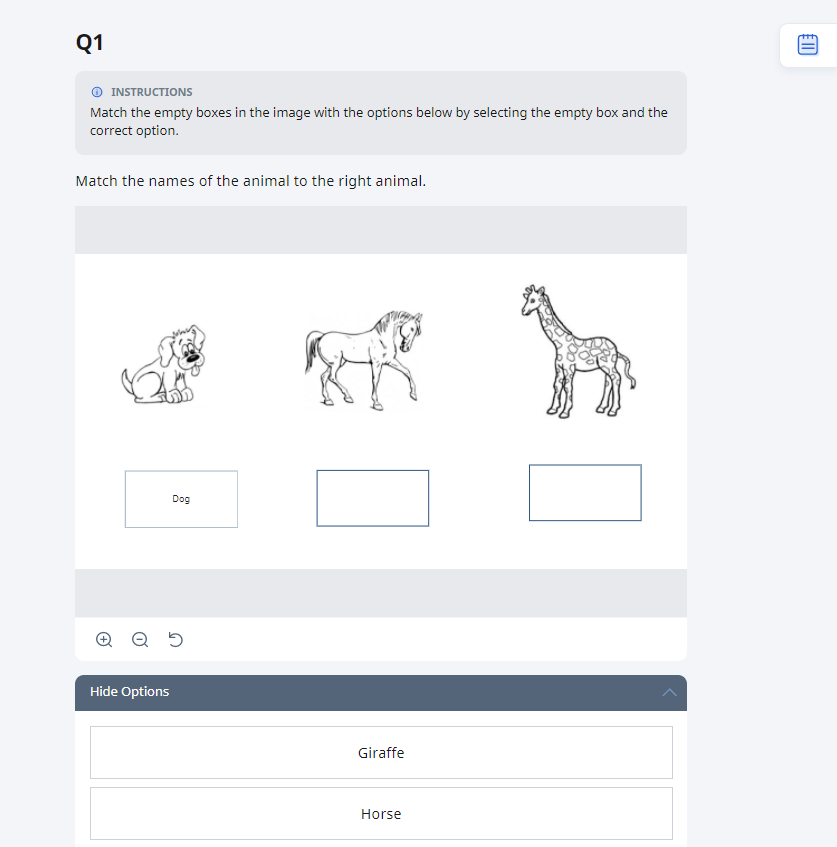 Q1
INSTRUCTIONS
Match the empty boxes in the image with the options below by selecting the empty box and the
correct option.
Match the names of the animal to the right animal.
Dog
Hide Options
Giraffe
Horse